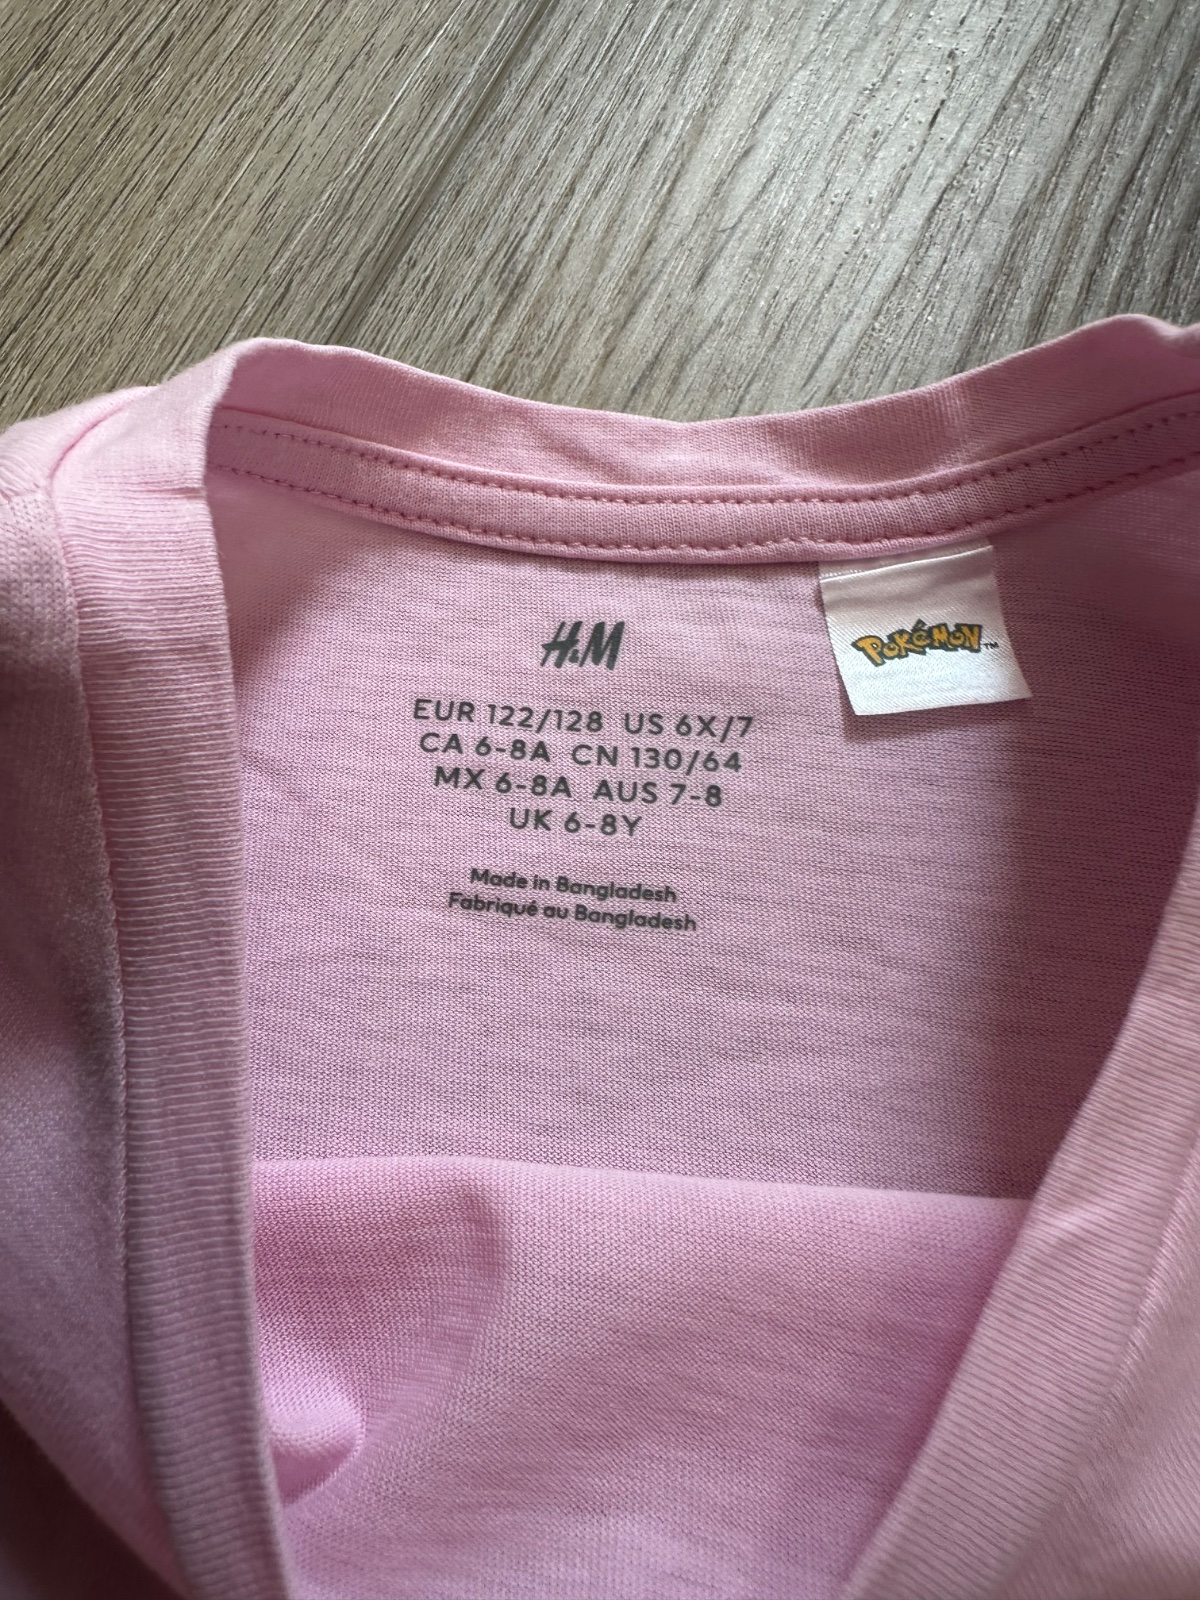 H&M
POKéMON™
EUR 122/128 US 6X/7
CA 6-8A CN 130/64
MX 6-8A AUS 7-8
UK 6-8Y
Made in Bangladesh
Fabriqué au Bangladesh